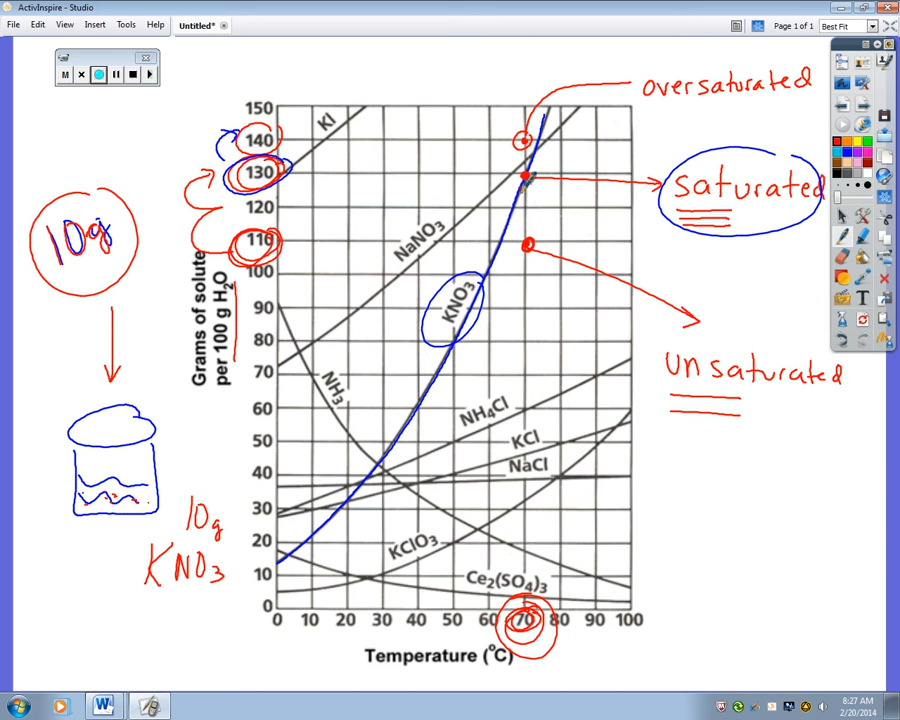 ActivInspire - Studio
File Edit View Insert Tools Help Untitled* Page 1 of 1 Best Fit
oversaturated
saturated
unsaturated
10g
10g
KNO3
Grams of solute
per 100 g H2O
150
140
130
120
110
100
90
80
70
60
50
40
30
20
10
0
KI
NaNO3
KNO3
NH3
NH4Cl
KCl
NaCl
KClO3
Ce2(SO4)3
0 10 20 30 40 50 60 70 80 90 100
Temperature (°C)
8:27 AM
2/20/2014